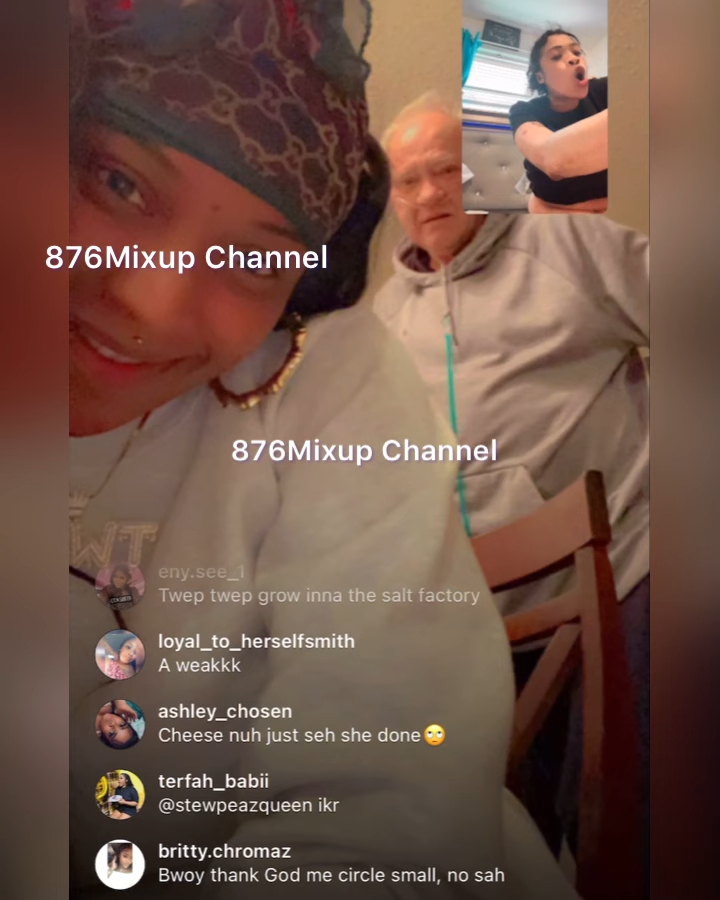 876Mixup Channel
876Mixup Channel
WT
eny.see_1
Twep twep grow inna the salt factory
loyal_to_herselfsmith
A weakkk
ashley_chosen
Cheese nuh just seh she done🙄
terfah_babii
@stewpeazqueen ikr
britty.chromaz
Bwoy thank God me circle small, no sah